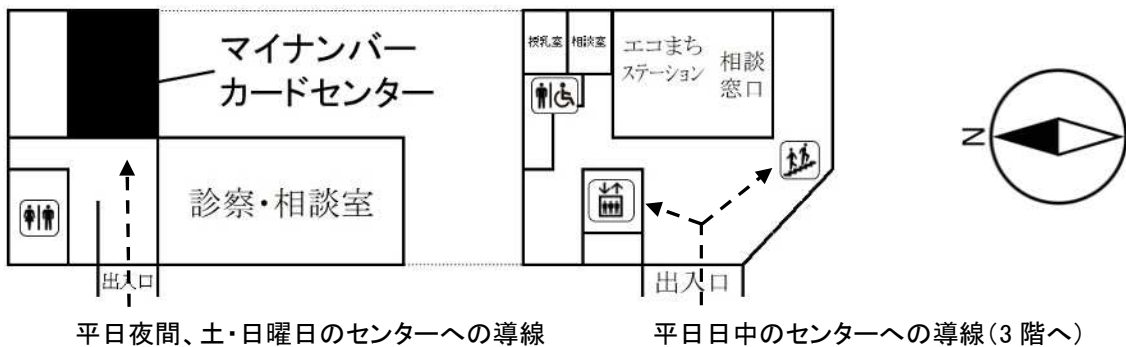 マイナンバー
カードセンター
診察・相談室
出入口
授乳室
相談室
エコまち
ステーション
相談
窓口
出入口
N
平日夜間、土・日曜日のセンターへの導線
平日日中のセンターへの導線(3 階へ)